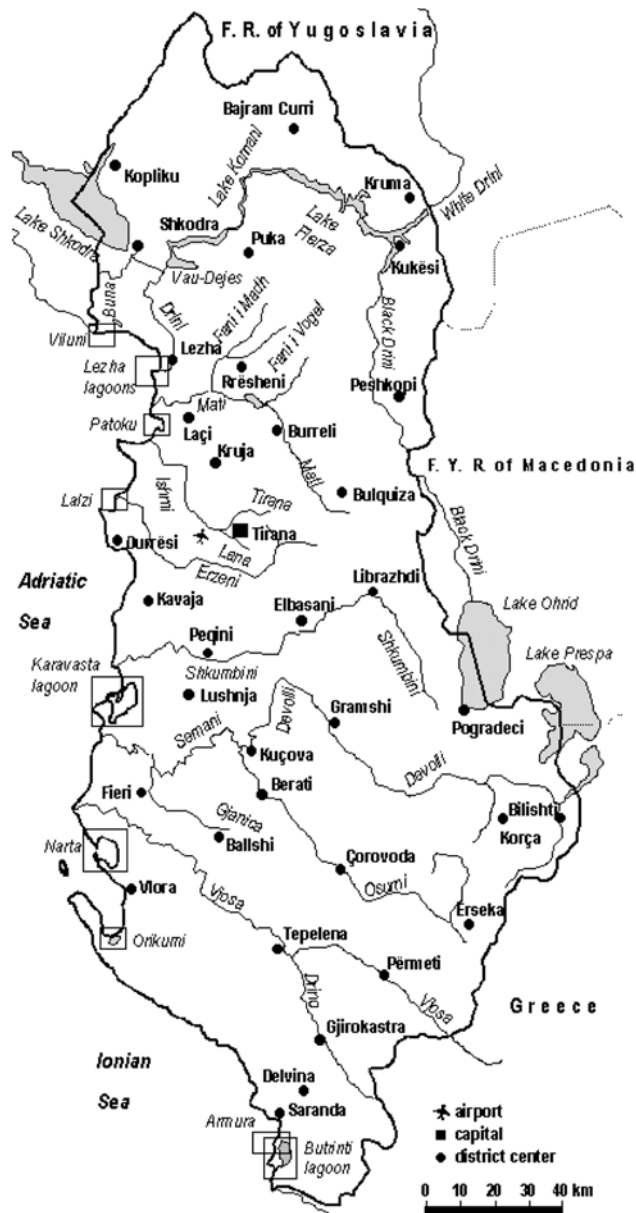 F. R. of Yugoslavia
Bajram Curri
Lake Komani
Kopliku
Kruma
White Drini
Shkodra
Lake Shkodra
Lake Fierza
Puka
Kukësi
Vau-Dejes
Buna
Drini
Fani i Madh
Fani i Vogel
Black Drini
Viluni
Lezha
Lezha lagoons
Rrësheni
Peshkopi
Mati
Patoku
Laçi
Burreli
Kruja
Mati
F. Y. R. of Macedonia
Ishmi
Lalzi
Tirana
Bulquiza
Black Drini
Durrësi
Tirana
Lana
Erzeni
Adriatic Sea
Librazhdi
Lake Ohrid
Kavaja
Elbasani
Peqini
Lake Prespa
Karavasta lagoon
Shkumbini
Shkumbini
Lushnja
Devolli
Gramshi
Pogradeci
Semani
Kuçova
Devolli
Fieri
Berati
Bilishti
Gjanica
Korça
Ballshi
Narta
Çorovoda
Osumi
Vlora
Vjosa
Erseka
Orikumi
Tepelena
Përmeti
Drino
Vjosa
Greece
Gjirokastra
Ionian Sea
Delvina
Saranda
Armura
Butrinti lagoon
airport
capital
district center
0 10 20 30 40 km